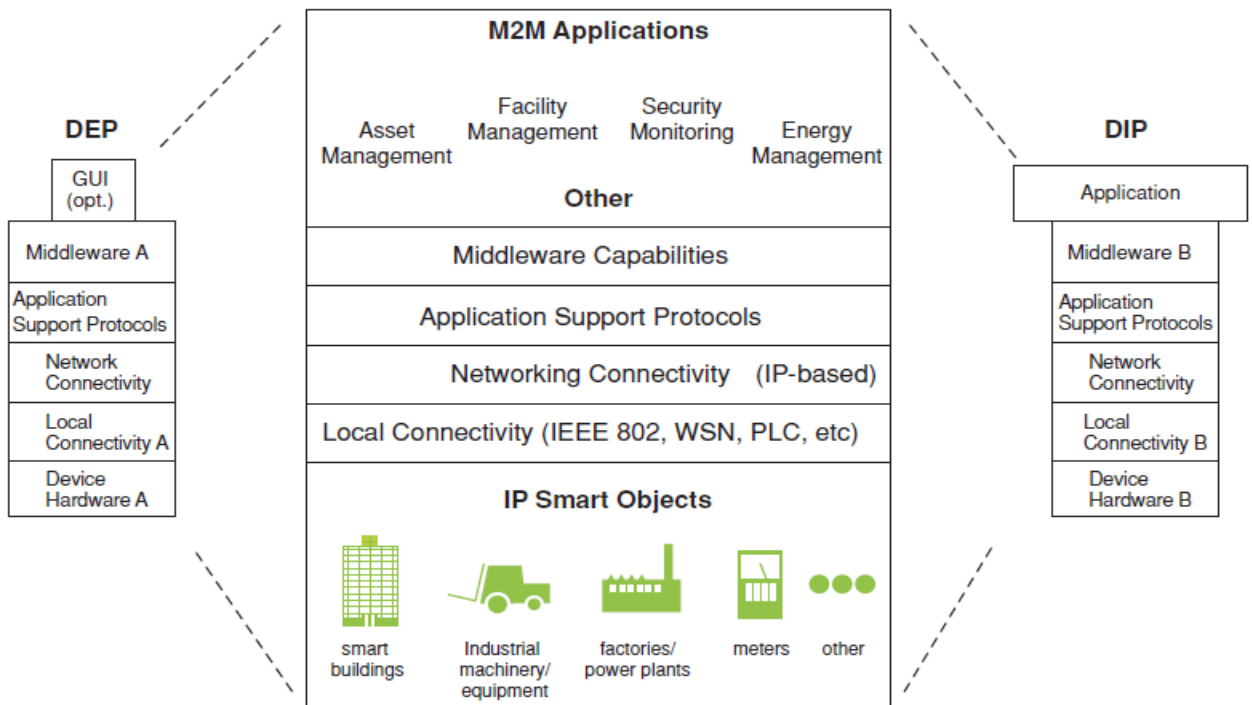 DEP
GUI
(opt.)
Middleware A
Application
Support Protocols
Network
Connectivity
Local
Connectivity A
Device
Hardware A
M2M Applications
Asset
Management
Facility
Management
Security
Monitoring
Energy
Management
Other
Middleware Capabilities
Application Support Protocols
Networking Connectivity (IP-based)
Local Connectivity (IEEE 802, WSN, PLC, etc)
IP Smart Objects
smart
buildings
Industrial
machinery/
equipment
factories/
power plants
meters
other
DIP
Application
Middleware B
Application
Support Protocols
Network
Connectivity
Local
Connectivity B
Device
Hardware B